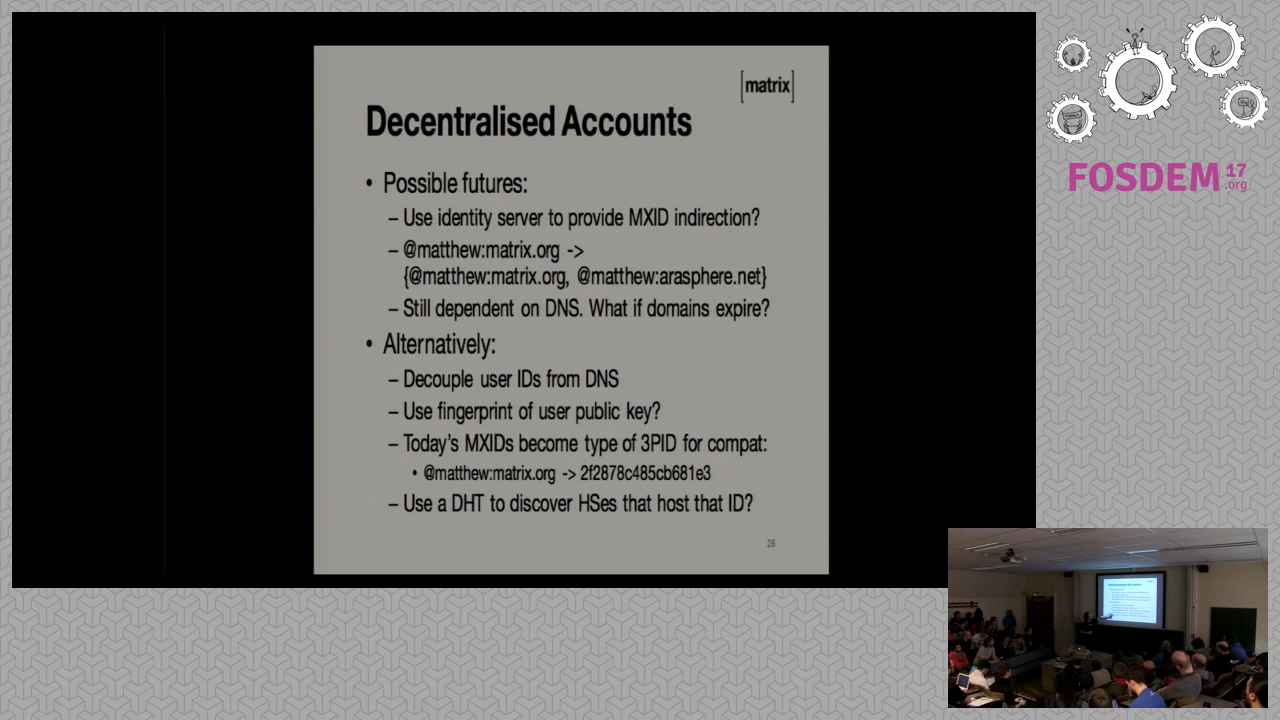 [matrix]
Decentralised Accounts
• Possible futures:
– Use identity server to provide MXID indirection?
– @matthew:matrix.org ->
{@matthew:matrix.org, @matthew:arasphere.net}
– Still dependent on DNS. What if domains expire?
• Alternatively:
– Decouple user IDs from DNS
– Use fingerprint of user public key?
– Today's MXIDs become type of 3PID for compat:
• @matthew:matrix.org -> 2f2878c485cb681e3
– Use a DHT to discover HSes that host that ID?
26
FOSDEM 17
.org
Decentralised Accounts